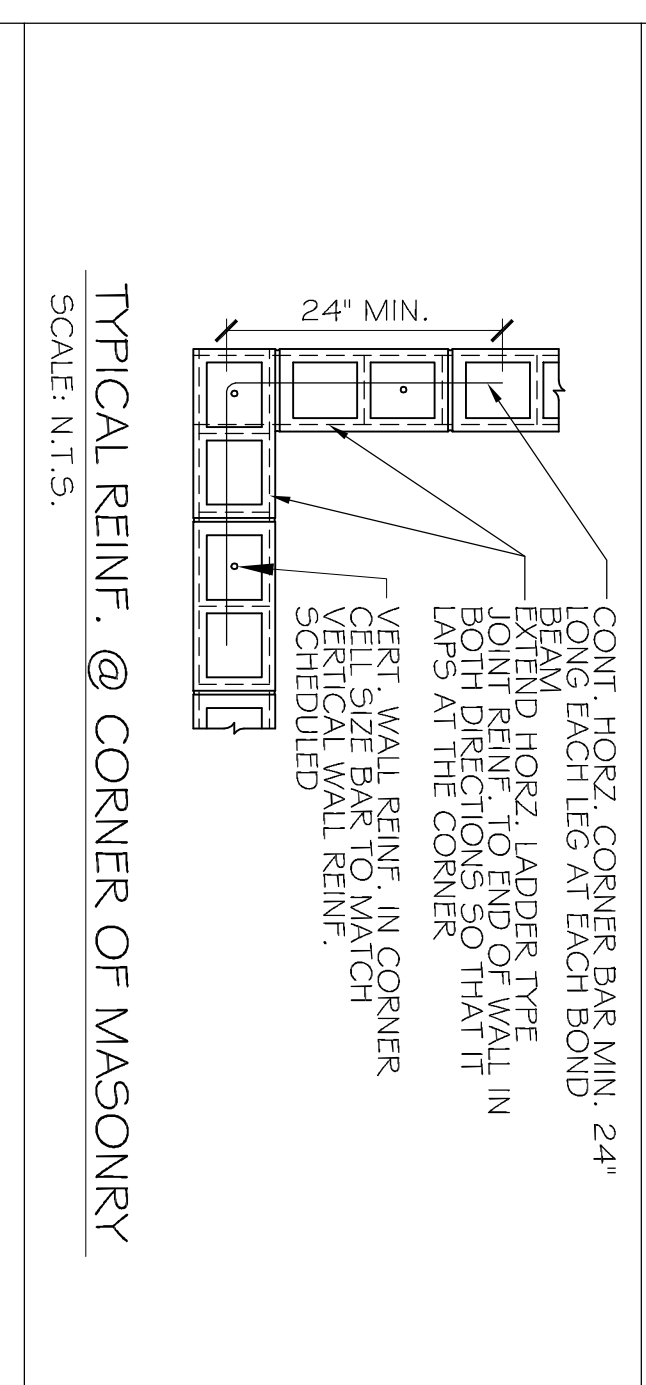 CONT. HORZ. CORNER BAR MIN. 24"
LONG EACH LEG AT EACH BOND
BEAM
EXTEND HORZ. LADDER TYPE
JOINT REINF. TO END OF WALL IN
BOTH DIRECTIONS SO THAT IT
LAPS AT THE CORNER
VERT. WALL REINF. IN CORNER
CELL SIZE BAR TO MATCH
VERTICAL WALL REINF.
SCHEDULED
24" MIN.
TYPICAL REINF. @ CORNER OF MASONRY
SCALE: N.T.S.